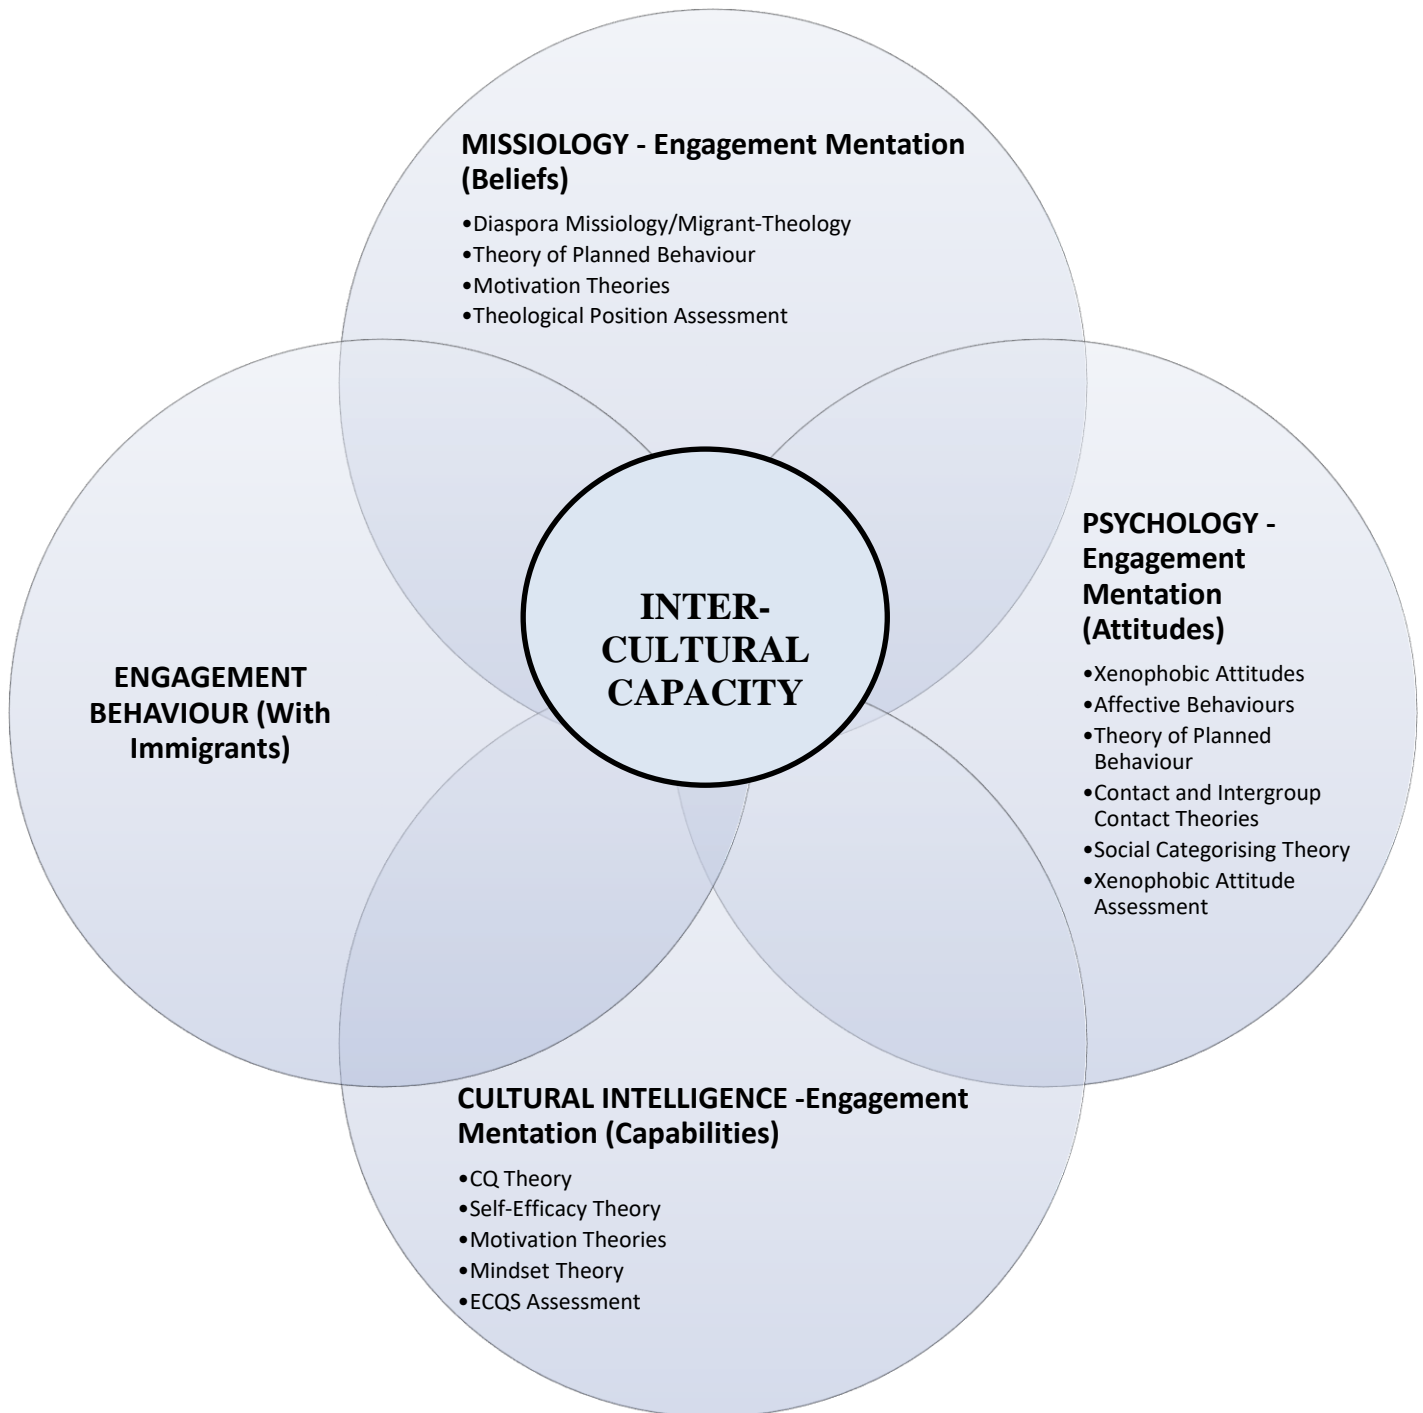 MISSIOLOGY - Engagement Mentation
(Beliefs)
•Diaspora Missiology/Migrant-Theology
•Theory of Planned Behaviour
•Motivation Theories
•Theological Position Assessment
INTER-
CULTURAL
CAPACITY
ENGAGEMENT
BEHAVIOUR (With
Immigrants)
PSYCHOLOGY -
Engagement
Mentation
(Attitudes)
•Xenophobic Attitudes
•Affective Behaviours
•Theory of Planned
Behaviour
•Contact and Intergroup
Contact Theories
•Social Categorising Theory
•Xenophobic Attitude
Assessment
CULTURAL INTELLIGENCE -Engagement
Mentation (Capabilities)
•CQ Theory
•Self-Efficacy Theory
•Motivation Theories
•Mindset Theory
•ECQS Assessment